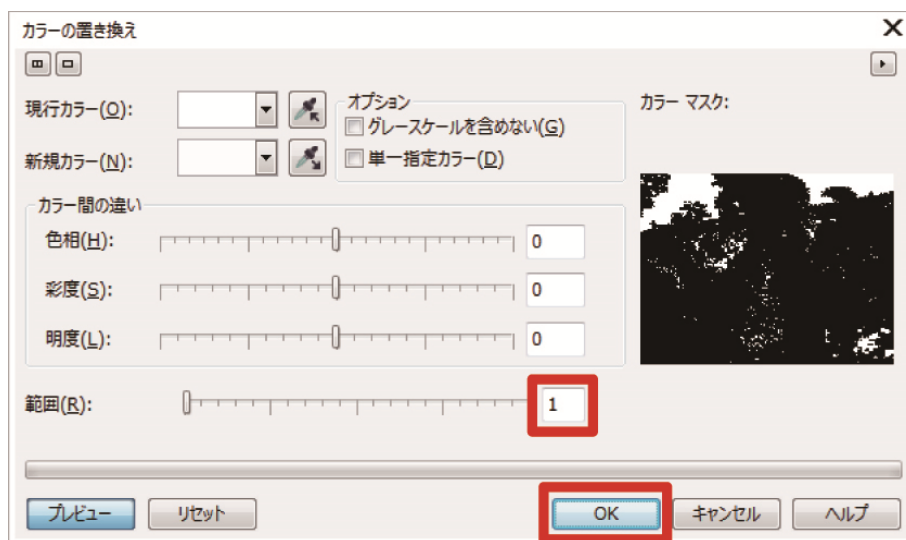 カラーの置き換え
現行カラー(O):
新規カラー(N):
オプション
グレースケールを含めない(G)
単一指定カラー(D)
カラー マスク:
カラー間の違い
色相(H): 0
彩度(S): 0
明度(L): 0
範囲(R): 1
プレビュー リセット OK キャンセル ヘルプ